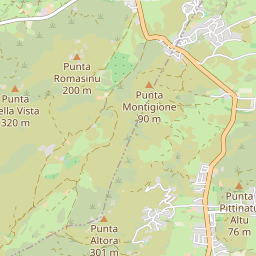 Punta
Romasinu
200 m
Punta
Montigione
90 m
Punta
ella Vista
320 m
Punta
Pittinatu
Altu
76 m
Punta
Altora
301 m